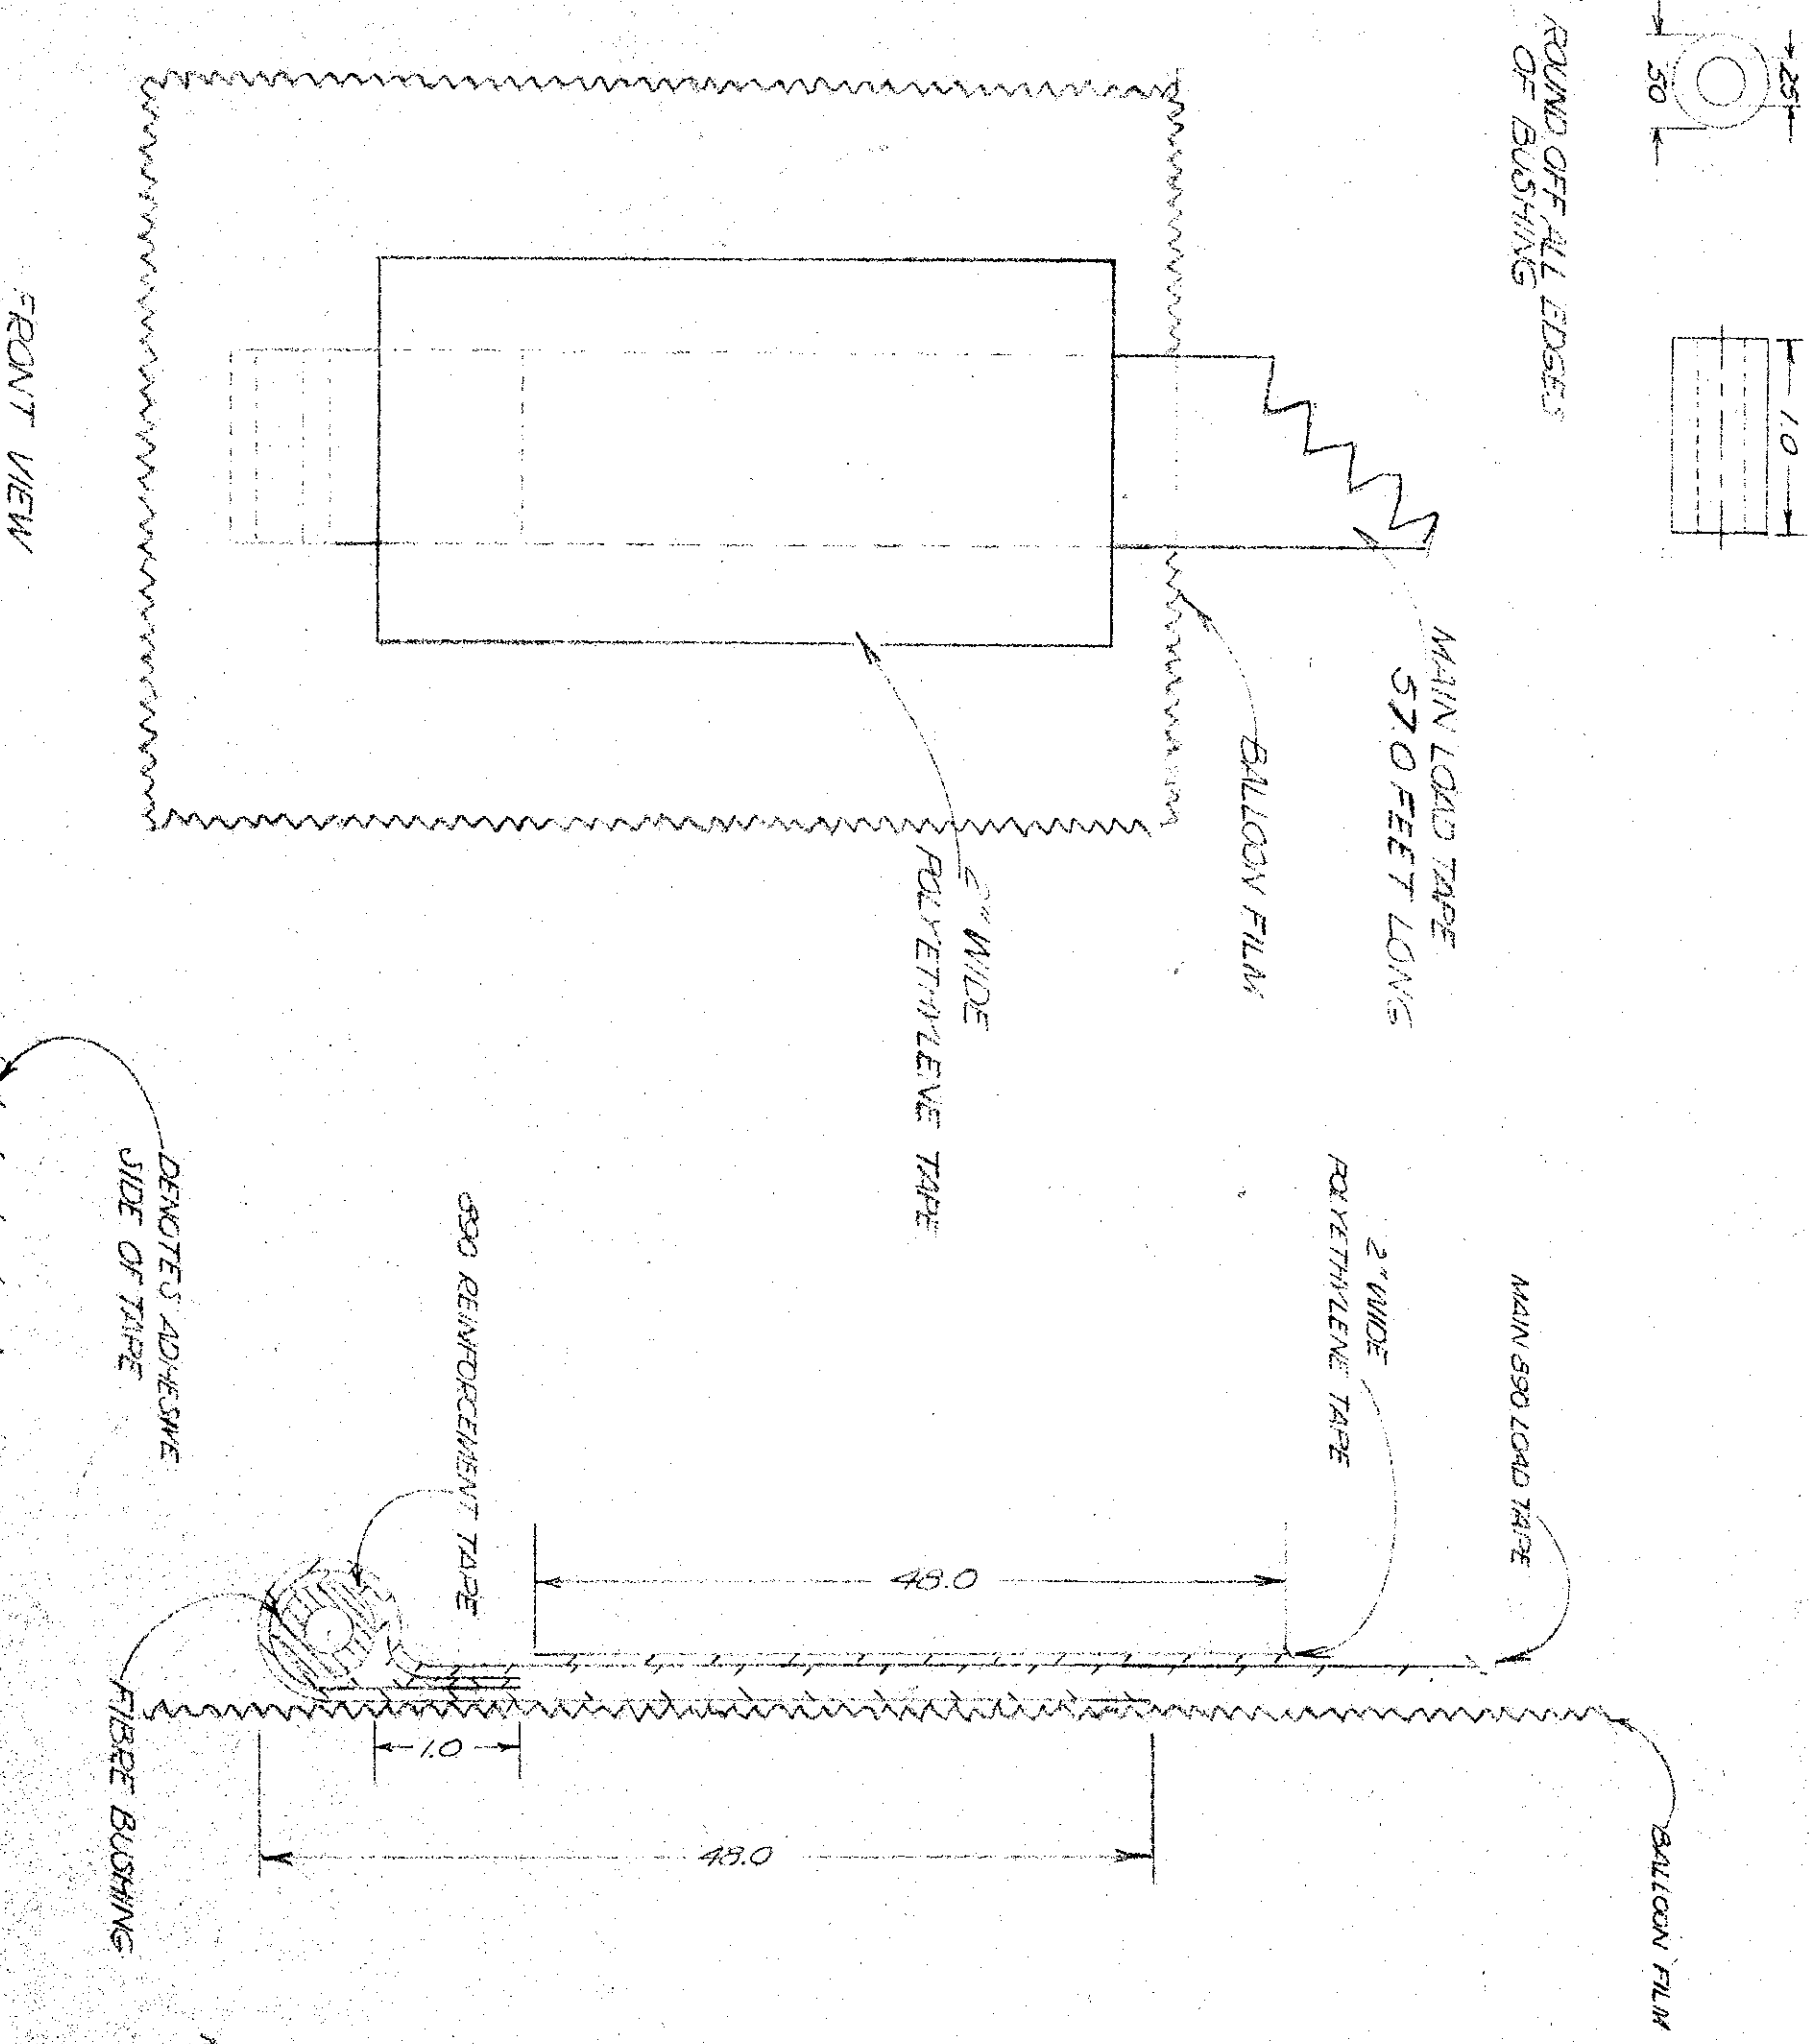 .25
.50
1.0
ROUND OFF ALL EDGES
OF BUSHING
MAIN LOAD TAPE
57.0 FEET LONG
BALLOON FILM
2" WIDE
POLYETHYLENE TAPE
FRONT VIEW
MAIN 890 LOAD TAPE
2" WIDE
POLYETHYLENE TAPE
890 REINFORCEMENT TAPE
DENOTES ADHESIVE
SIDE OF TAPE
48.0
1.0
48.0
FIBRE BUSHING
BALLOON FILM